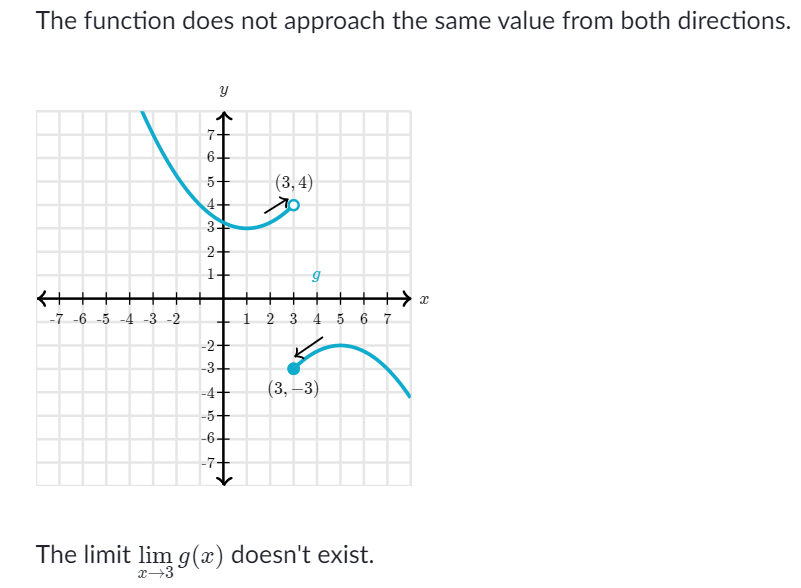 The function does not approach the same value from both directions.
y
7
6
5
(3, 4)
4
3
2
1
g
x
-7 -6 -5 -4 -3 -2 1 2 3 4 5 6 7
-2
-3
-4
(3, −3)
-5
-6
-7
The limit lim g(x) doesn't exist.
x→3